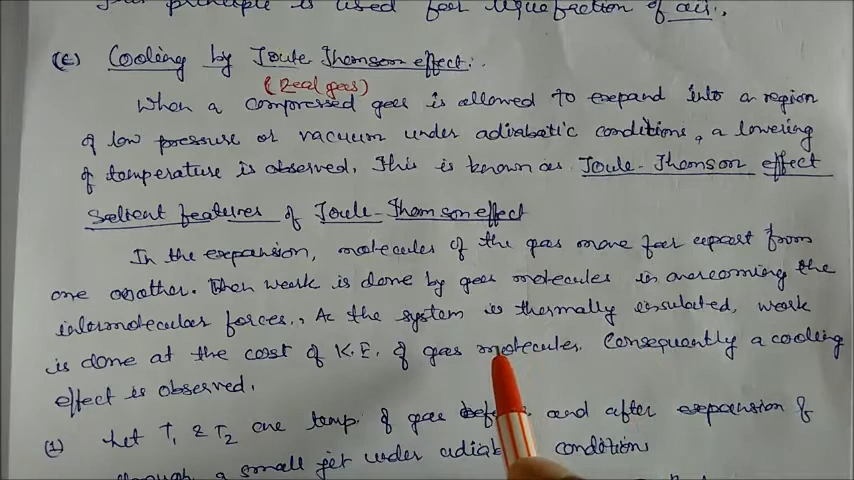 This principle is used for liquefaction of air.
(c) Cooling by Joule Thomson effect:
(Real gas)
When a compressed gas is allowed to expand into a region
of low pressure or vacuum under adiabatic conditions, a lowering
of temperature is observed. This is known as Joule-Thomson effect
Salient features of Joule-Thomson effect
In the expansion, molecules of the gas move far apart from
one another. Then work is done by gas molecules in overcoming the
intermolecular forces. As the system is thermally insulated, work
is done at the cost of K.E. of gas molecules. Consequently a cooling
effect is observed.
(1) Let T₁ & T₂ are temp. of gas and after expansion
through a small jet under conditions